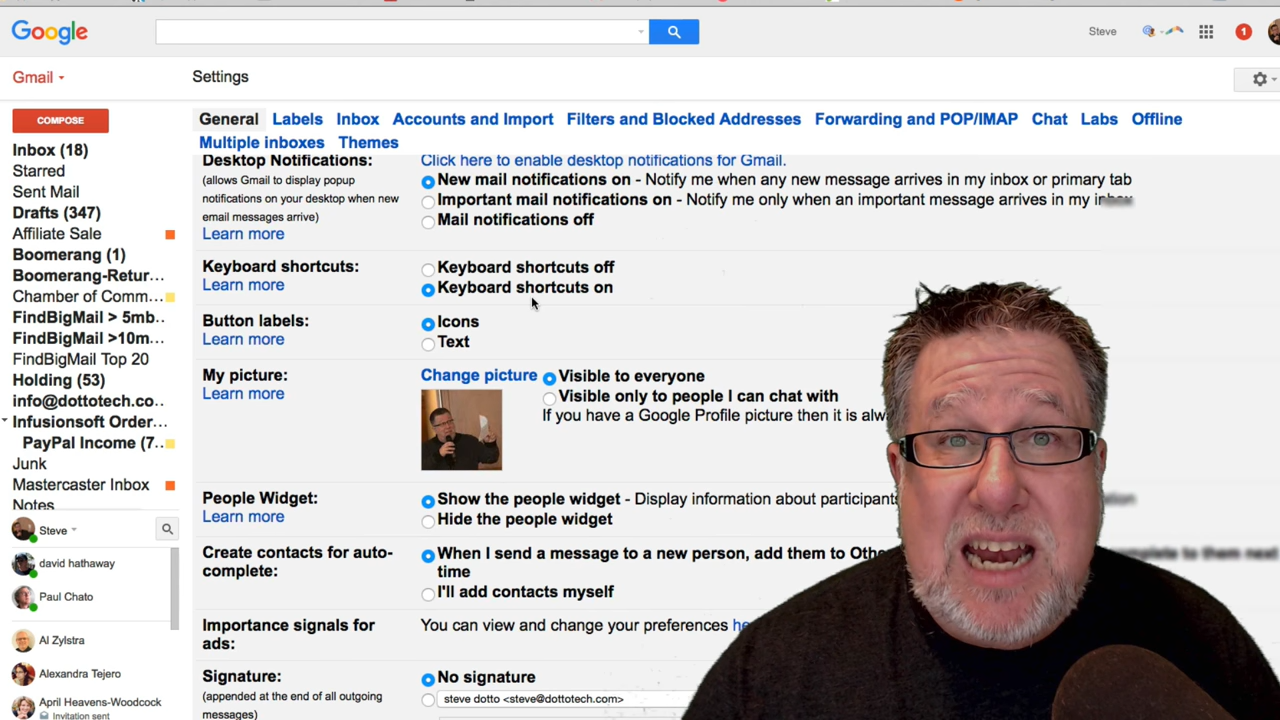 Google
Steve
1
Gmail
Settings
COMPOSE
General Labels Inbox Accounts and Import Filters and Blocked Addresses Forwarding and POP/IMAP Chat Labs Offline
Multiple inboxes Themes
Inbox (18)
Starred
Sent Mail
Drafts (347)
Affiliate Sale
Boomerang (1)
Boomerang-Retur...
Chamber of Comm...
FindBigMail > 5mb...
FindBigMail >10m...
FindBigMail Top 20
Holding (53)
info@dottotech.co...
Infusionsoft Order...
PayPal Income (7...
Junk
Mastercaster Inbox
Notes
Steve
david hathaway
Paul Chato
Al Zylstra
Alexandra Tejero
April Heavens-Woodcock
Invitation sent
Desktop Notifications:
(allows Gmail to display popup
notifications on your desktop when new
email messages arrive)
Learn more
Click here to enable desktop notifications for Gmail.
New mail notifications on - Notify me when any new message arrives in my inbox or primary tab
Important mail notifications on - Notify me only when an important message arrives in my inbox
Mail notifications off
Keyboard shortcuts:
Learn more
Keyboard shortcuts off
Keyboard shortcuts on
Button labels:
Learn more
Icons
Text
My picture:
Learn more
Change picture
Visible to everyone
Visible only to people I can chat with
If you have a Google Profile picture then it is
People Widget:
Learn more
Show the people widget - Display information about
Hide the people widget
Create contacts for auto-
complete:
When I send a message to a new person, add them to
time
I'll add contacts myself
Importance signals for
ads:
You can view and change your preferences
Signature:
(appended at the end of all outgoing
messages)
No signature
steve dotto <steve@dottotech.com>